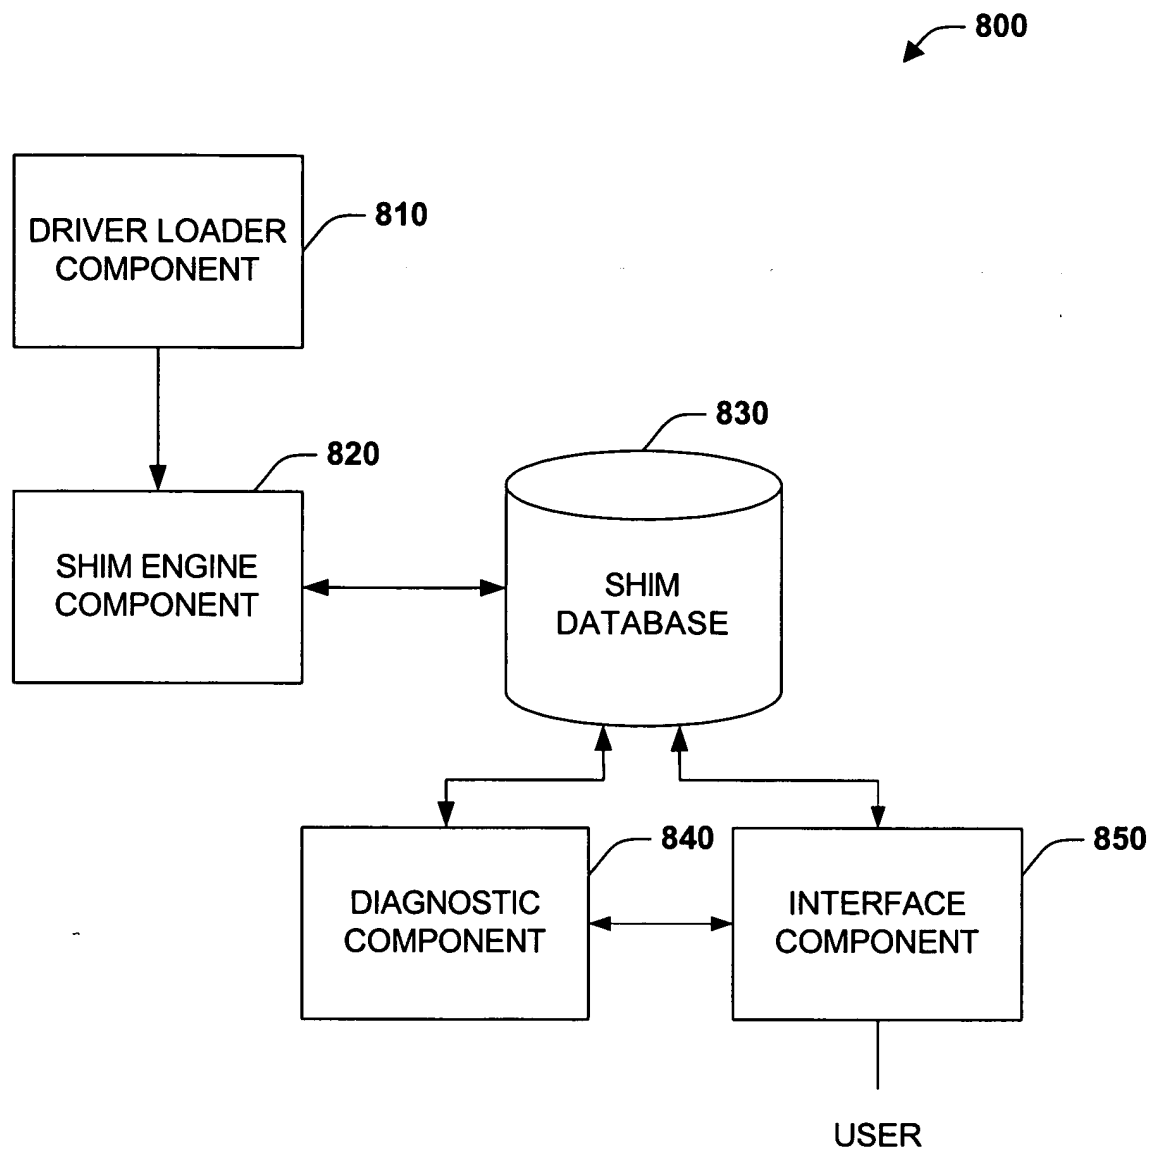 800
DRIVER LOADER
COMPONENT
810
820
830
SHIM ENGINE
COMPONENT
SHIM
DATABASE
840
850
DIAGNOSTIC
COMPONENT
INTERFACE
COMPONENT
USER